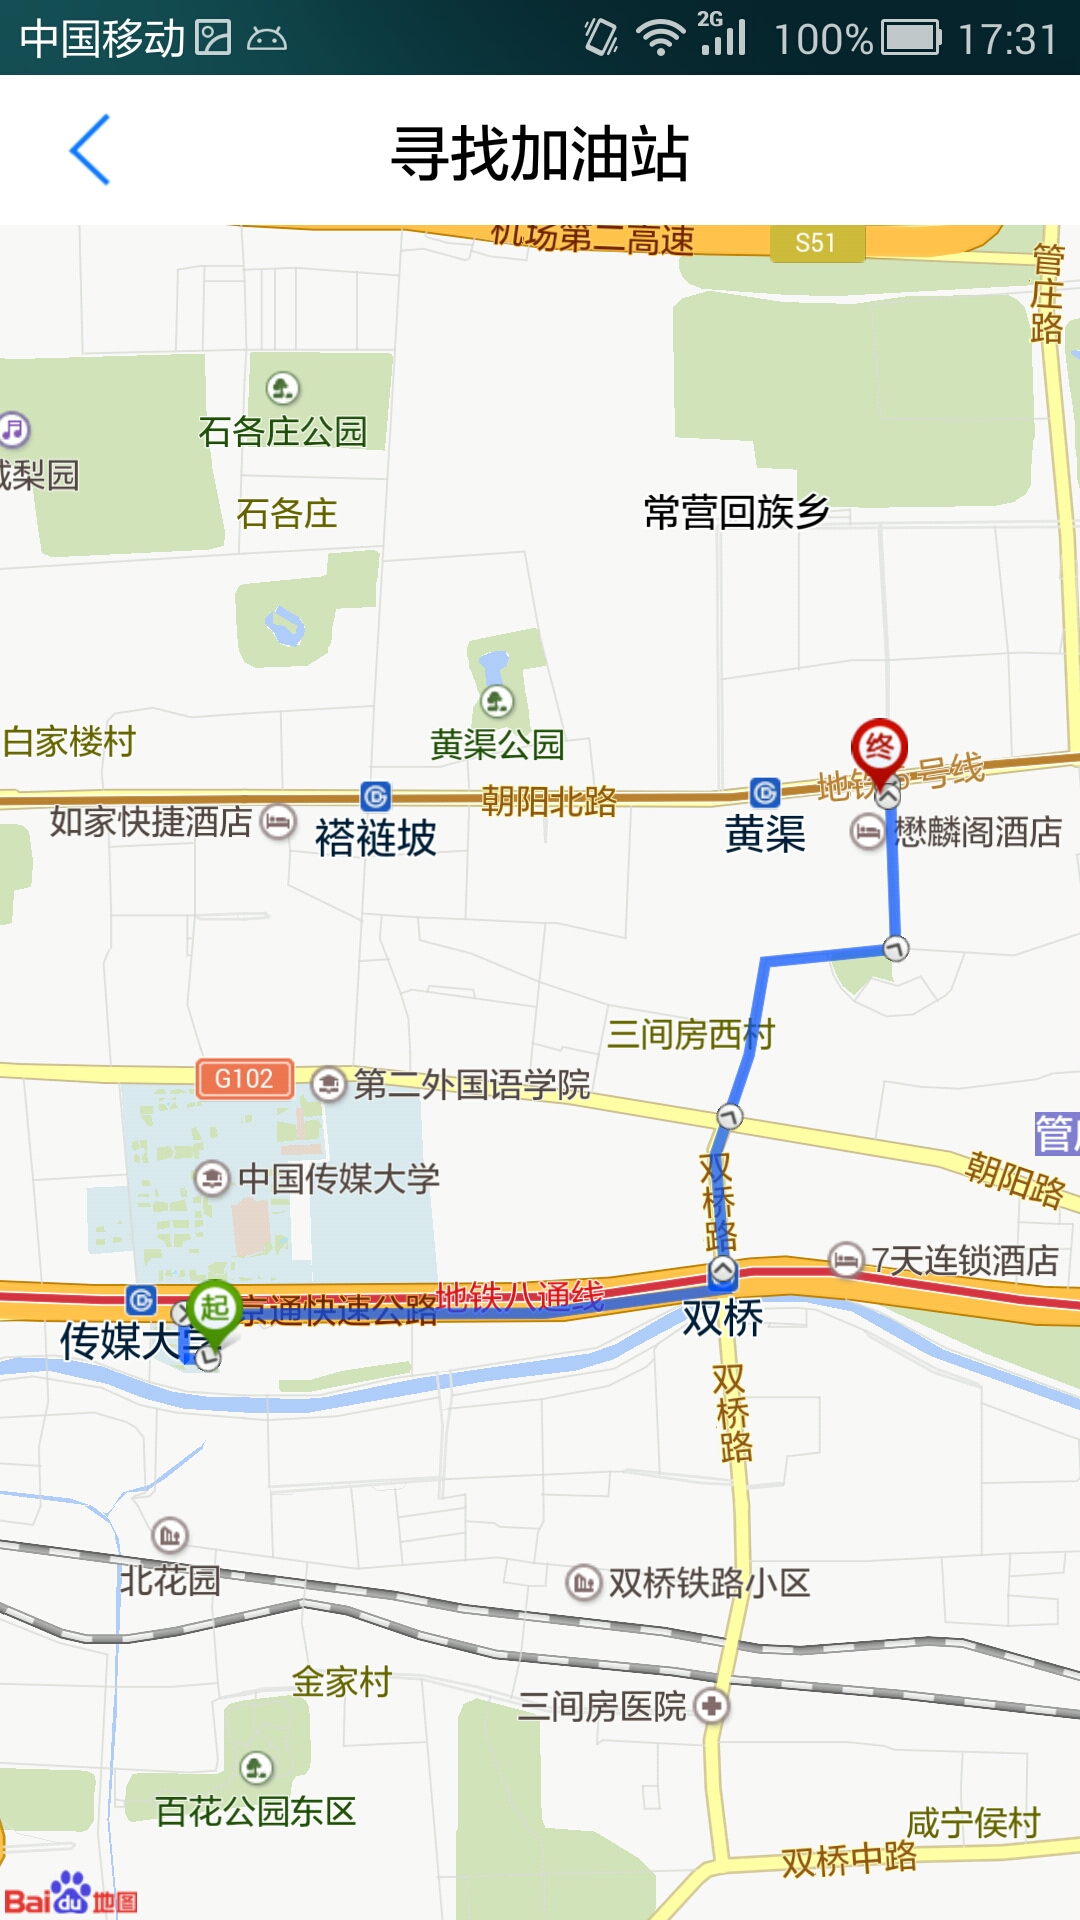 中国移动
2G
100%
17:31
寻找加油站
机场第二高速
S51
管庄路
石各庄公园
梨园
石各庄
常营回族乡
白家楼村
黄渠公园
终
地铁6号线
如家快捷酒店
褡裢坡
朝阳北路
黄渠
懋麟阁酒店
三间房西村
G102
第二外国语学院
管
中国传媒大学
双桥路
朝阳路
7天连锁酒店
起
京通快速公路
地铁八通线
传媒大学
双桥
双桥路
北花园
双桥铁路小区
金家村
三间房医院
百花公园东区
咸宁侯村
双桥中路
Bai du 地图